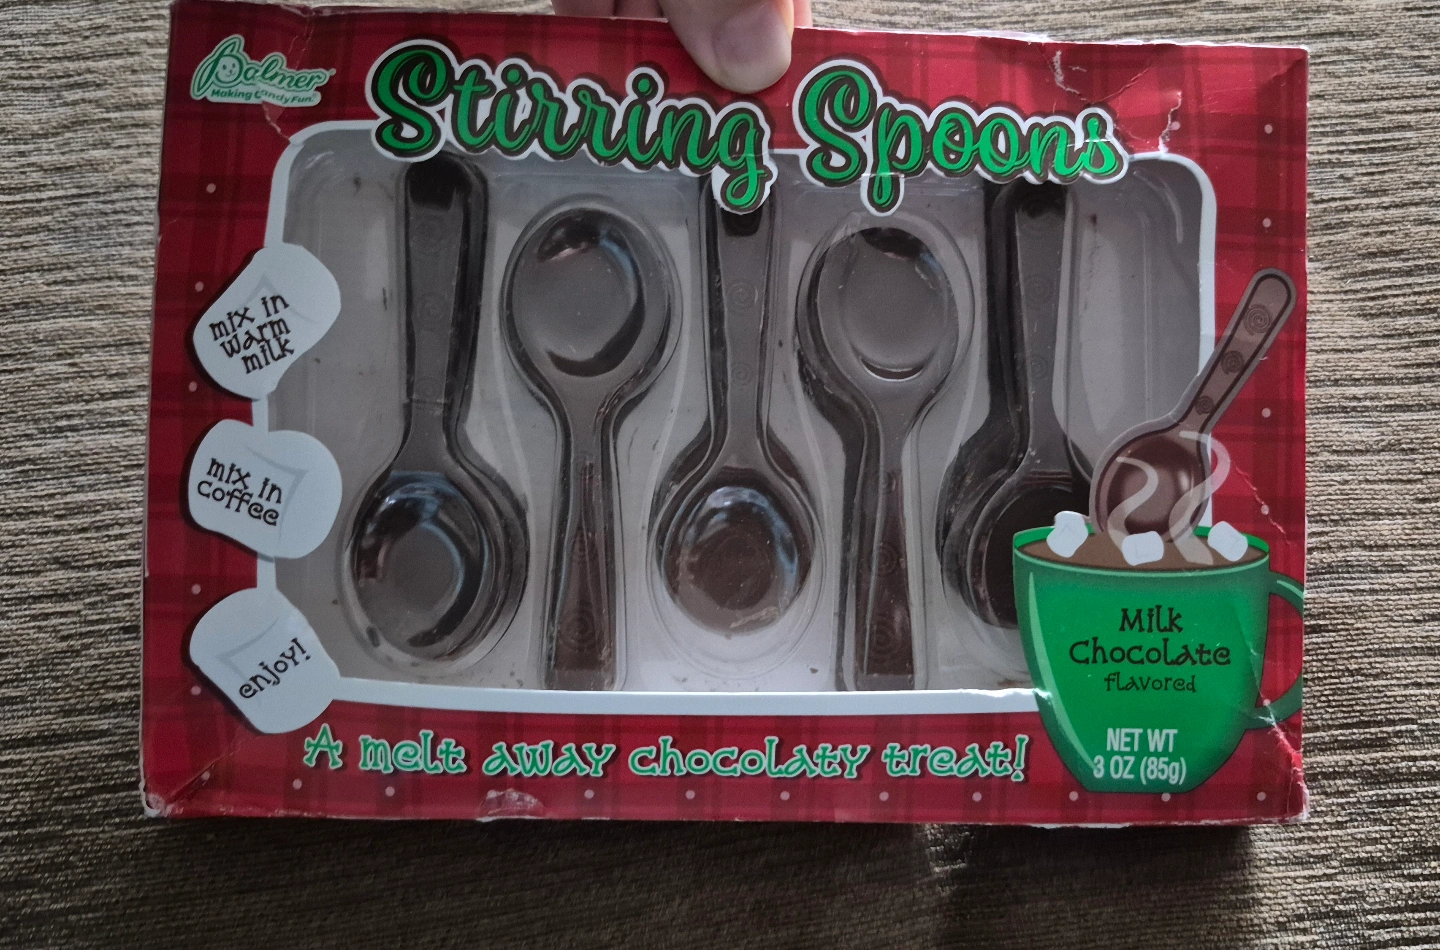 Palmer
Making Candy Fun.
Stirring Spoons
mix in
warm
milk
mix in
coffee
enjoy!
Milk
Chocolate
flavored
NET WT
3 OZ (85g)
A melt away chocolaty treat!